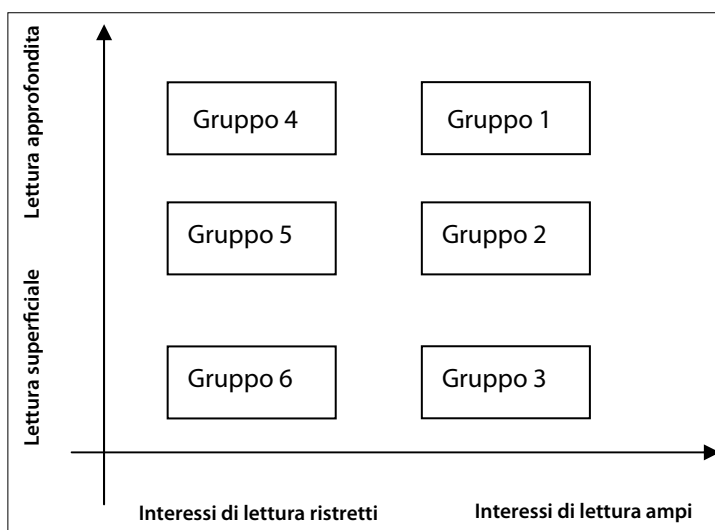 Lettura approfondita
Lettura superficiale
Gruppo 4
Gruppo 1
Gruppo 5
Gruppo 2
Gruppo 6
Gruppo 3
Interessi di lettura ristretti
Interessi di lettura ampi